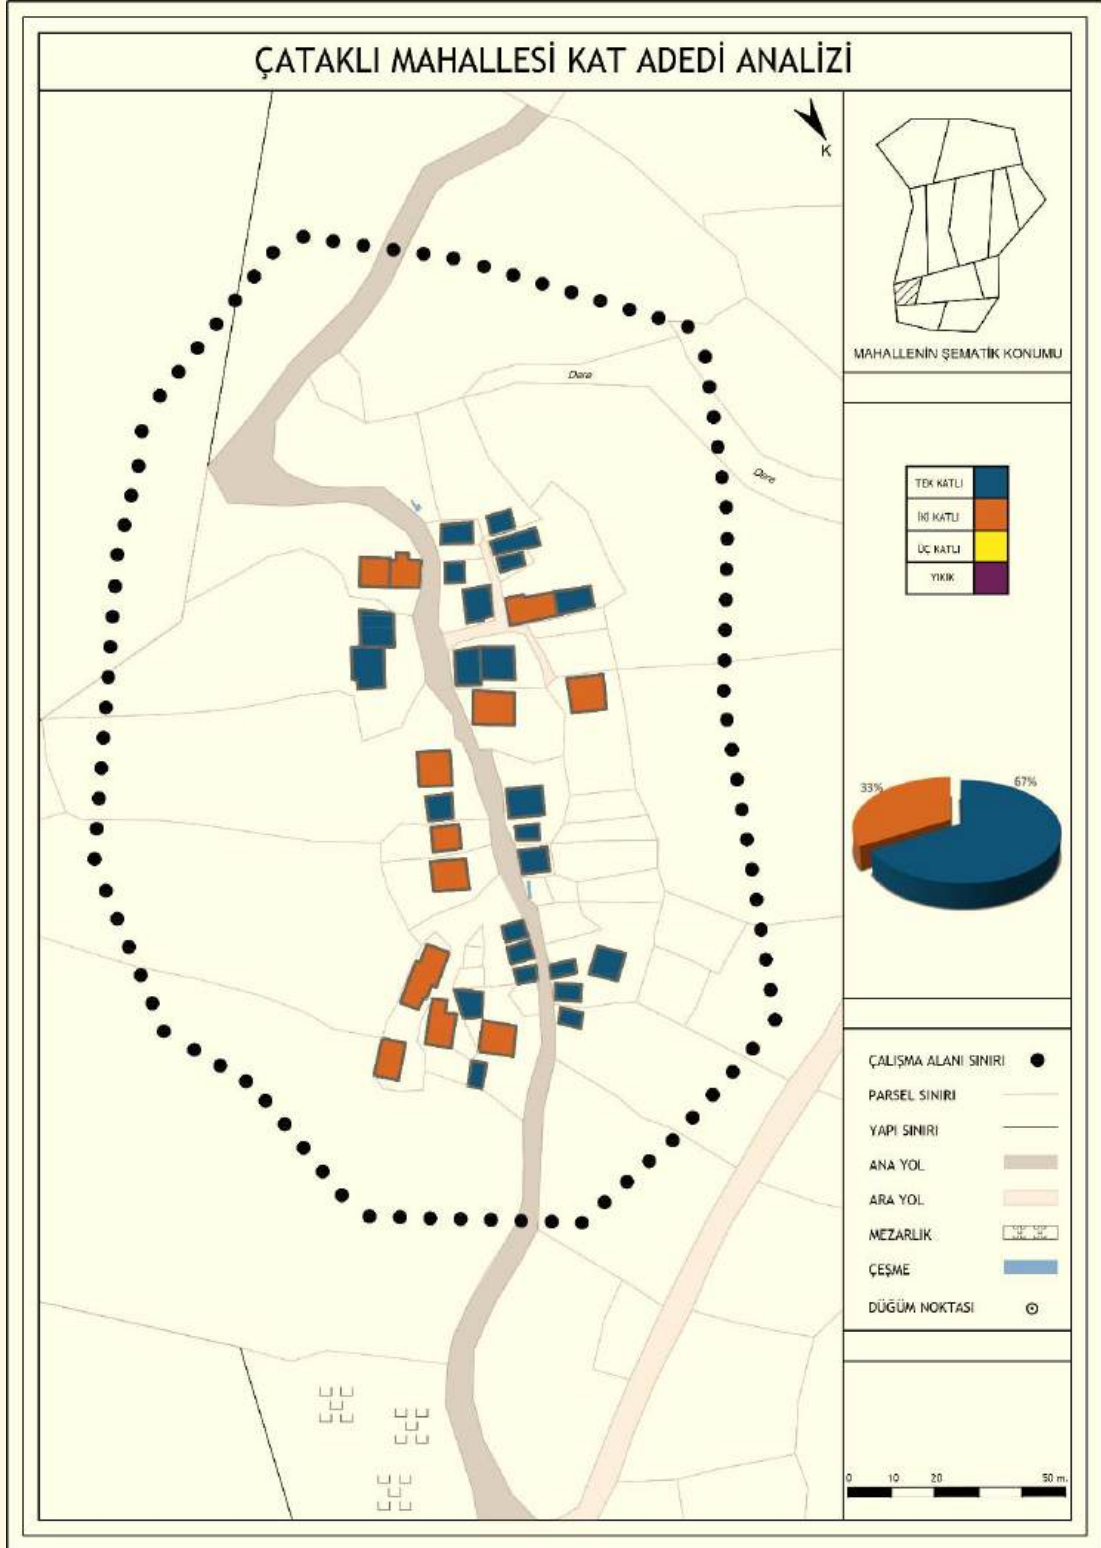 ÇATAKLI MAHALLESİ KAT ADEDİ ANALİZİ
K
MAHALLENİN ŞEMATİK KONUMU
Dere
Dere
TEK KATLI
İKİ KATLI
ÜÇ KATLI
YIKIK
33%
67%
ÇALIŞMA ALANI SINIRI
PARSEL SINIRI
YAPI SINIRI
ANA YOL
ARA YOL
MEZARLIK
ÇEŞME
DÜĞÜM NOKTASI
0 10 20 50 m.